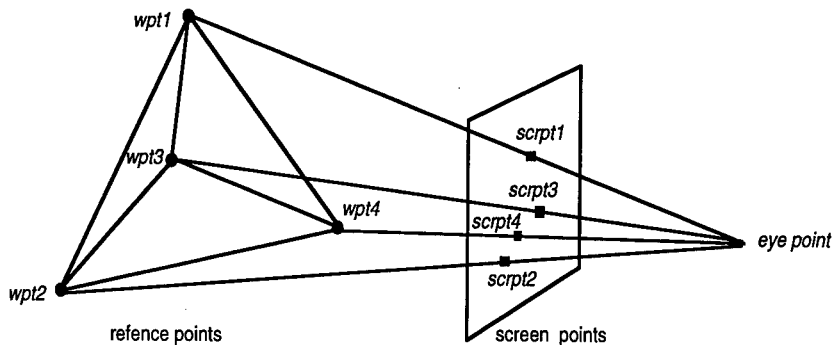 wpt1
scrpt1
wpt3
scrpt3
wpt4
scrpt4
eye point
scrpt2
wpt2
refence points
screen points